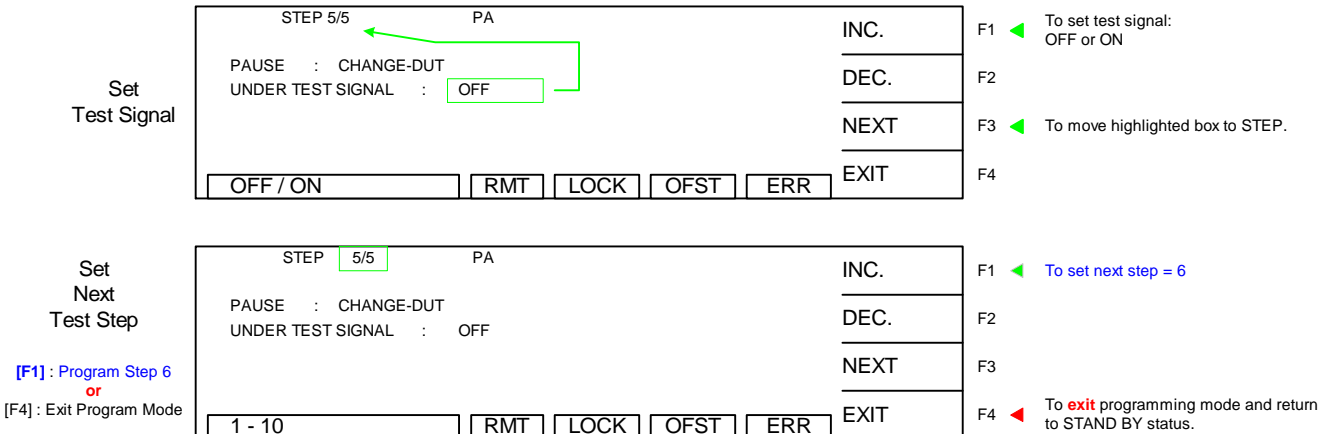 STEP 5/5 PA
PAUSE : CHANGE-DUT
UNDER TEST SIGNAL : OFF
OFF / ON RMT LOCK OFST ERR
Set
Test Signal
INC.
DEC.
NEXT
EXIT
F1 To set test signal:
OFF or ON
F2
F3 To move highlighted box to STEP.
F4
Set
Next
Test Step
[F1] : Program Step 6
or
[F4] : Exit Program Mode
STEP 5/5 PA
PAUSE : CHANGE-DUT
UNDER TEST SIGNAL : OFF
1 - 10 RMT LOCK OFST ERR
INC.
DEC.
NEXT
EXIT
F1 To set next step = 6
F2
F3
F4 To exit programming mode and return
to STAND BY status.